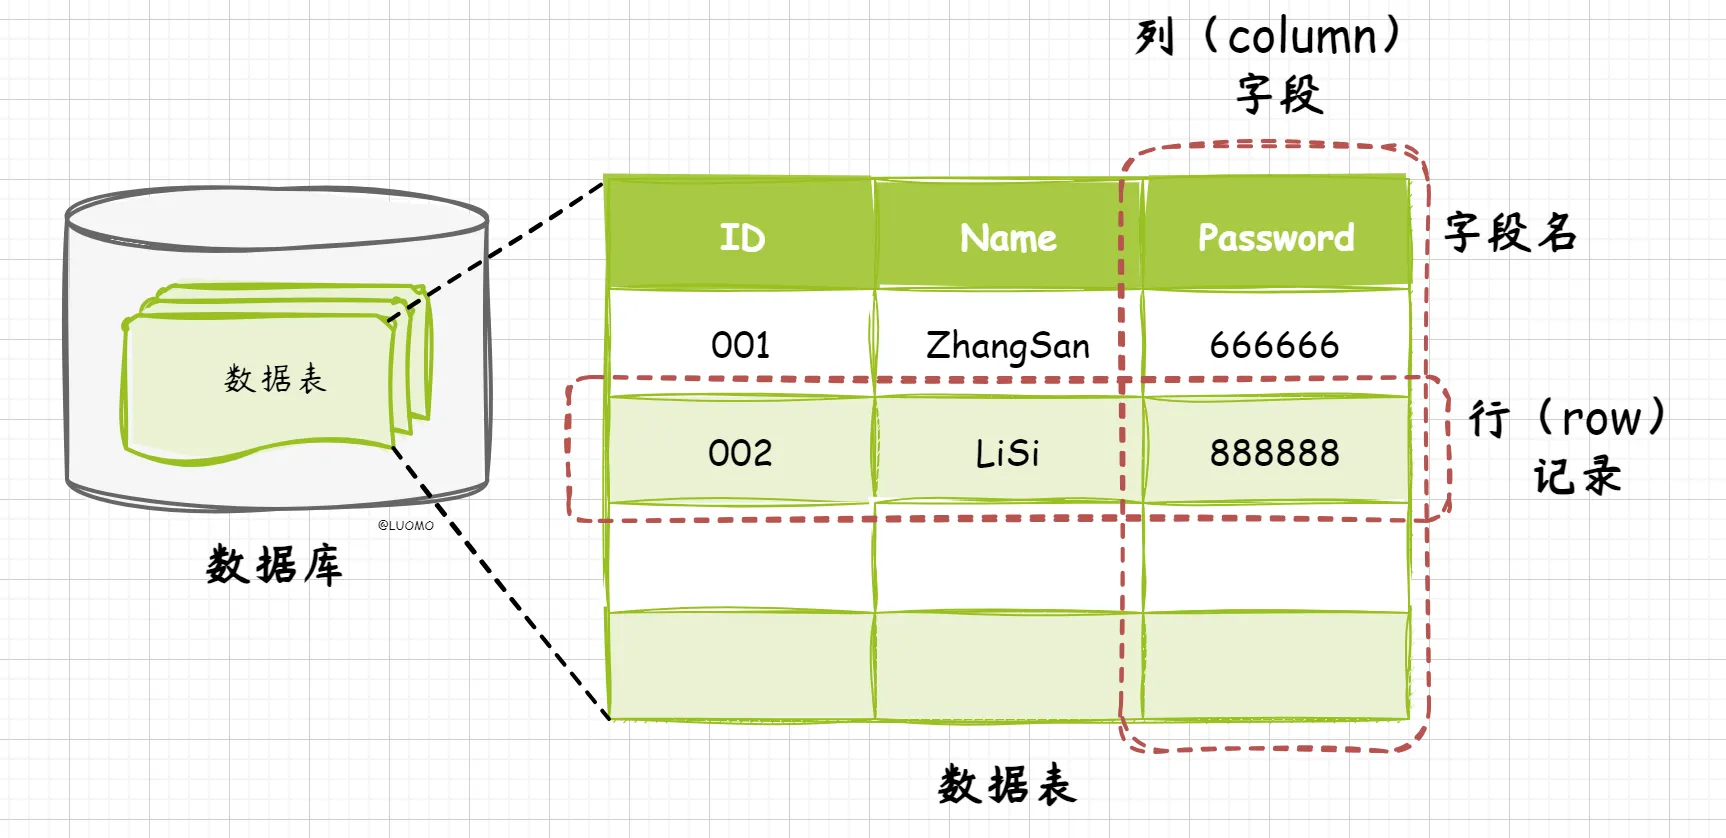 列（column）
字段
ID Name Password
字段名
001 ZhangSan 666666
数据表
行（row）
002 LiSi 888888
记录
@LUOMO
数据库
数据表